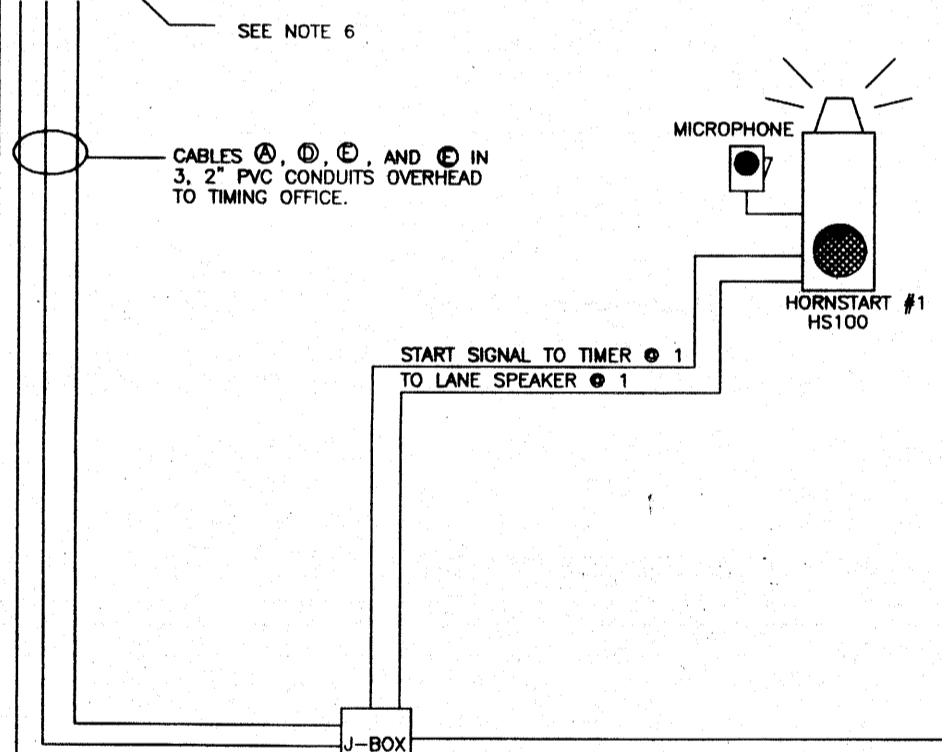 SEE NOTE 6
CABLES Ⓐ, Ⓓ, Ⓔ, AND Ⓔ IN
3, 2" PVC CONDUITS OVERHEAD
TO TIMING OFFICE.
MICROPHONE
HORNSTART #1
HS100
START SIGNAL TO TIMER @ 1
TO LANE SPEAKER @ 1
J-BOX